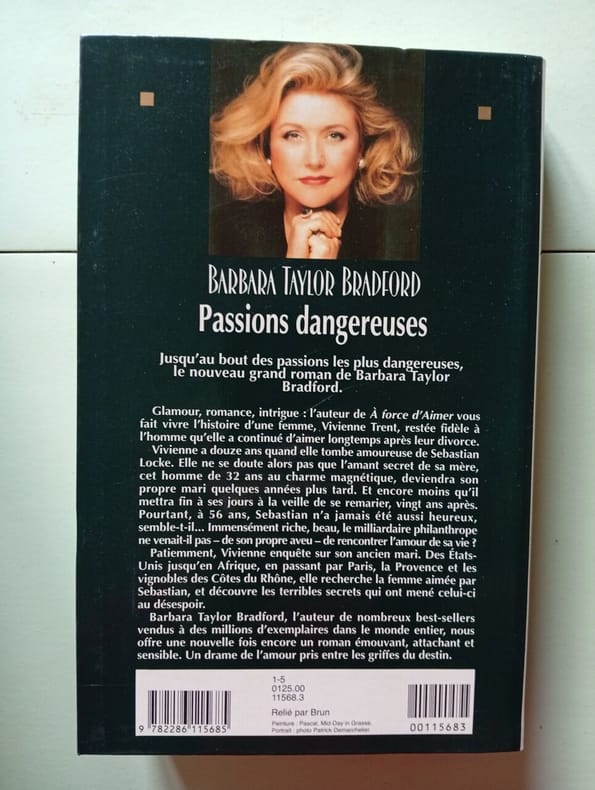 BARBARA TAYLOR BRADFORD
Passions dangereuses
Jusqu'au bout des passions les plus dangereuses,
le nouveau grand roman de Barbara Taylor
Bradford.
Glamour, romance, intrigue : l'auteur de À force d'Aimer vous
fait vivre l'histoire d'une femme, Vivienne Trent, restée fidèle à
l'homme qu'elle a continué d'aimer longtemps après leur divorce.
Vivienne a douze ans quand elle tombe amoureuse de Sebastian
Locke. Elle ne se doute alors pas que l'amant secret de sa mère,
cet homme de 32 ans au charme magnétique, deviendra son
propre mari quelques années plus tard. Et encore moins qu'il
mettra fin à ses jours à la veille de se remarier, vingt ans après.
Pourtant, à 56 ans, Sebastian n'a jamais été aussi heureux,
semble-t-il... Immensément riche, beau, le milliardaire philanthrope
ne venait-il pas – de son propre aveu – de rencontrer l'amour de sa vie ?
Patiemment, Vivienne enquête sur son ancien mari. Des États-
Unis jusqu'en Afrique, en passant par Paris, la Provence et les
vignobles des Côtes du Rhône, elle recherche la femme aimée par
Sebastian, et découvre les terribles secrets qui ont mené celui-ci
au désespoir.
Barbara Taylor Bradford, l'auteur de nombreux best-sellers
vendus à des millions d'exemplaires dans le monde entier, nous
offre une nouvelle fois encore un roman émouvant, attachant et
sensible. Un drame de l'amour pris entre les griffes du destin.
1-5
0125.00
11568.3
Relié par Brun
Peinture : Pascal, Mid-Day in Grasse.
Portrait : photo Patrick Demarchelier.
9 782286 115685
00115683